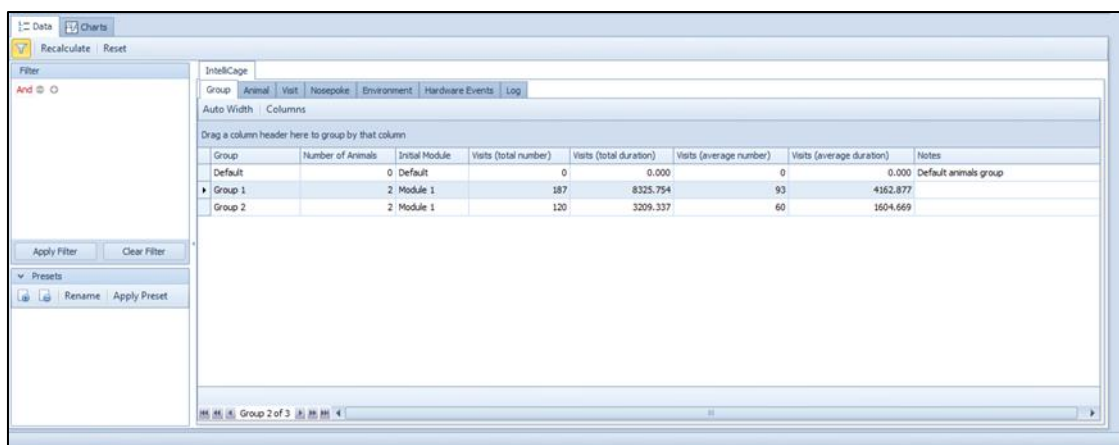 Data Charts
Recalculate Reset
Filter
And
Apply Filter Clear Filter
Presets
Rename Apply Preset
IntelliCage
Group Animal Visit Nosepoke Environment Hardware Events Log
Auto Width Columns
Drag a column header here to group by that column
Group Number of Animals Initial Module Visits (total number) Visits (total duration) Visits (average number) Visits (average duration) Notes
Default 0 Default 0 0.000 0 0.000 Default animals group
Group 1 2 Module 1 187 8325.754 93 4162.877
Group 2 2 Module 1 120 3209.337 60 1604.669
Group 2 of 3